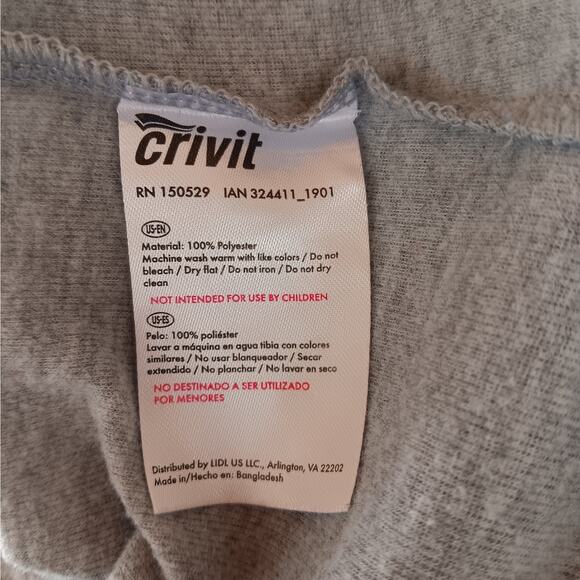 crivit
RN 150529 IAN 324411_1901
US-EN
Material: 100% Polyester
Machine wash warm with like colors / Do not
bleach / Dry flat / Do not iron / Do not dry
clean
NOT INTENDED FOR USE BY CHILDREN
US-ES
Pelo: 100% poliéster
Lavar a máquina en agua tibia con colores
similares / No usar blanqueador / Secar
extendido / No planchar / No lavar en seco
NO DESTINADO A SER UTILIZADO
POR MENORES
Distributed by LIDL US LLC., Arlington, VA 22202
Made in/Hecho en: Bangladesh